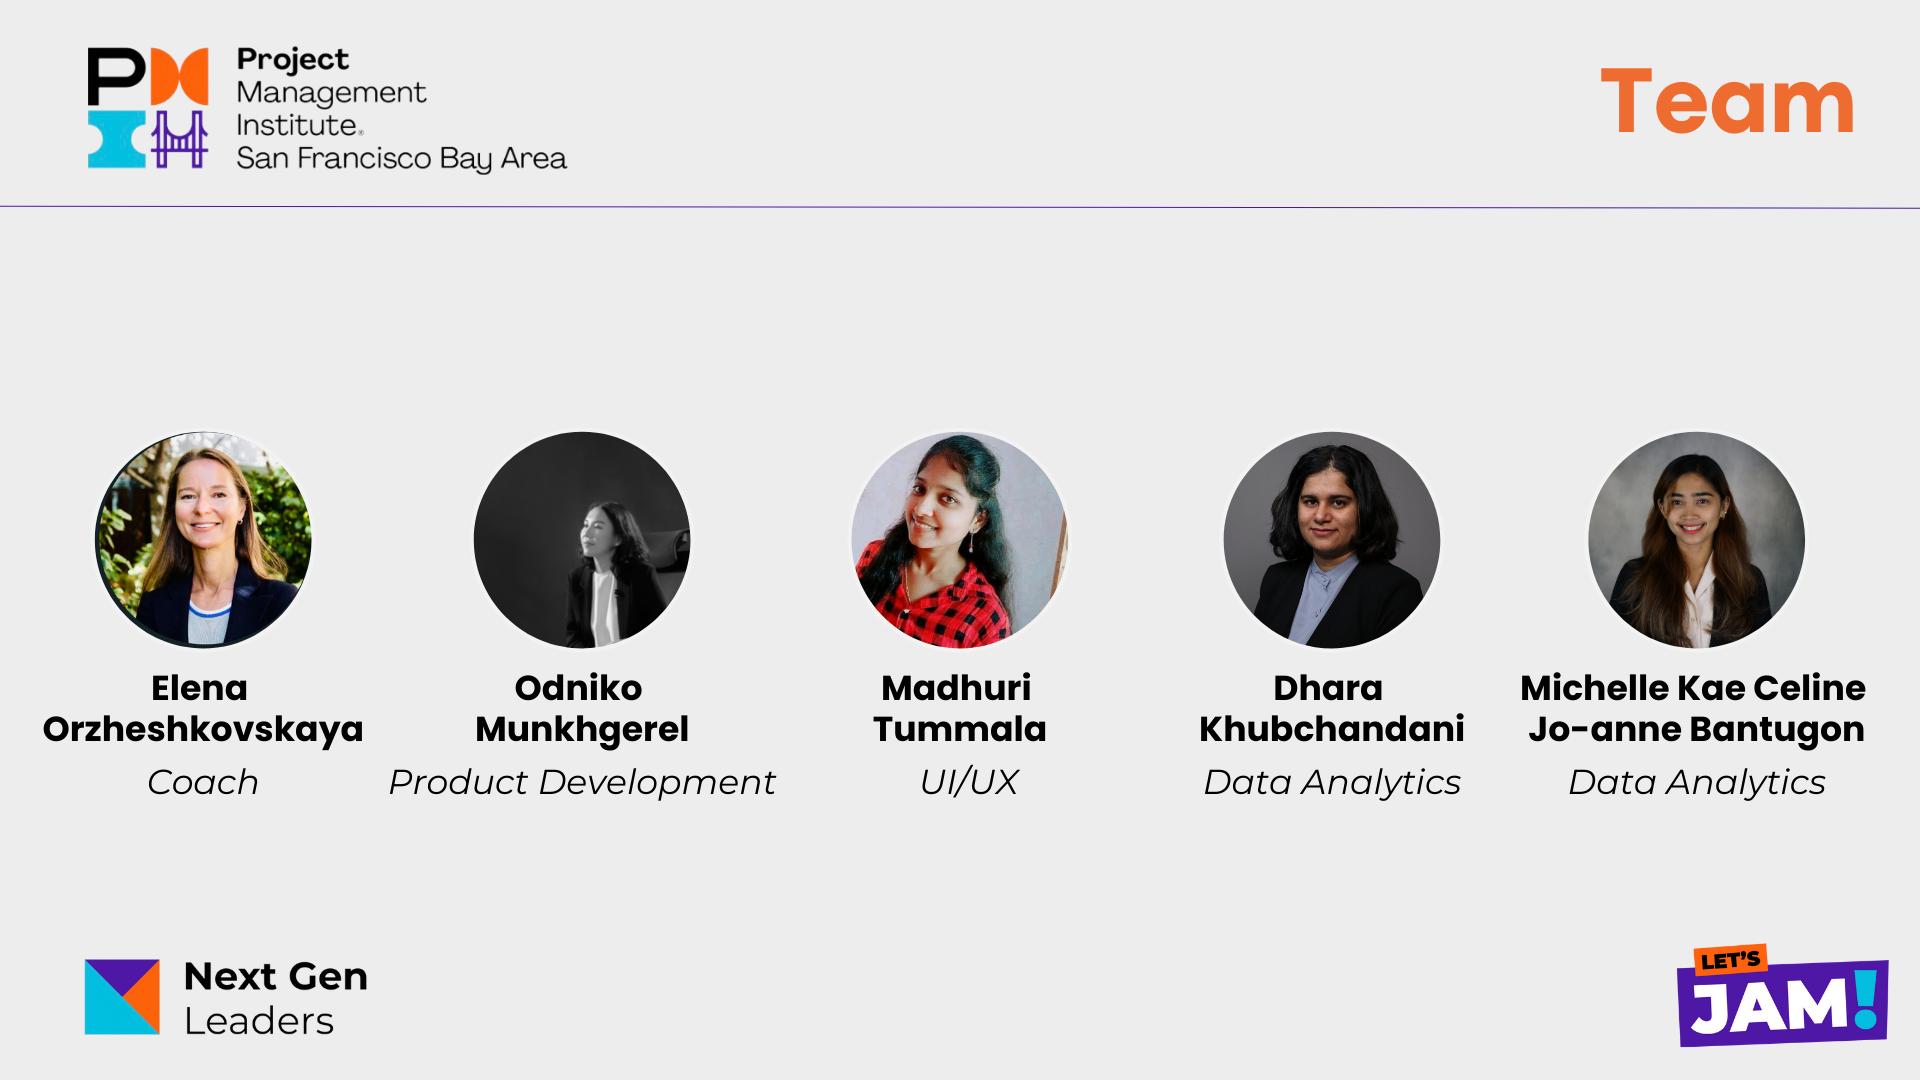 Project
Management
Institute®
San Francisco Bay Area
Team
Elena
Orzheshkovskaya
Coach
Odniko
Munkhgerel
Product Development
Madhuri
Tummala
UI/UX
Dhara
Khubchandani
Data Analytics
Michelle Kae Celine
Jo-anne Bantugon
Data Analytics
Next Gen
Leaders
LET'S
JAM!